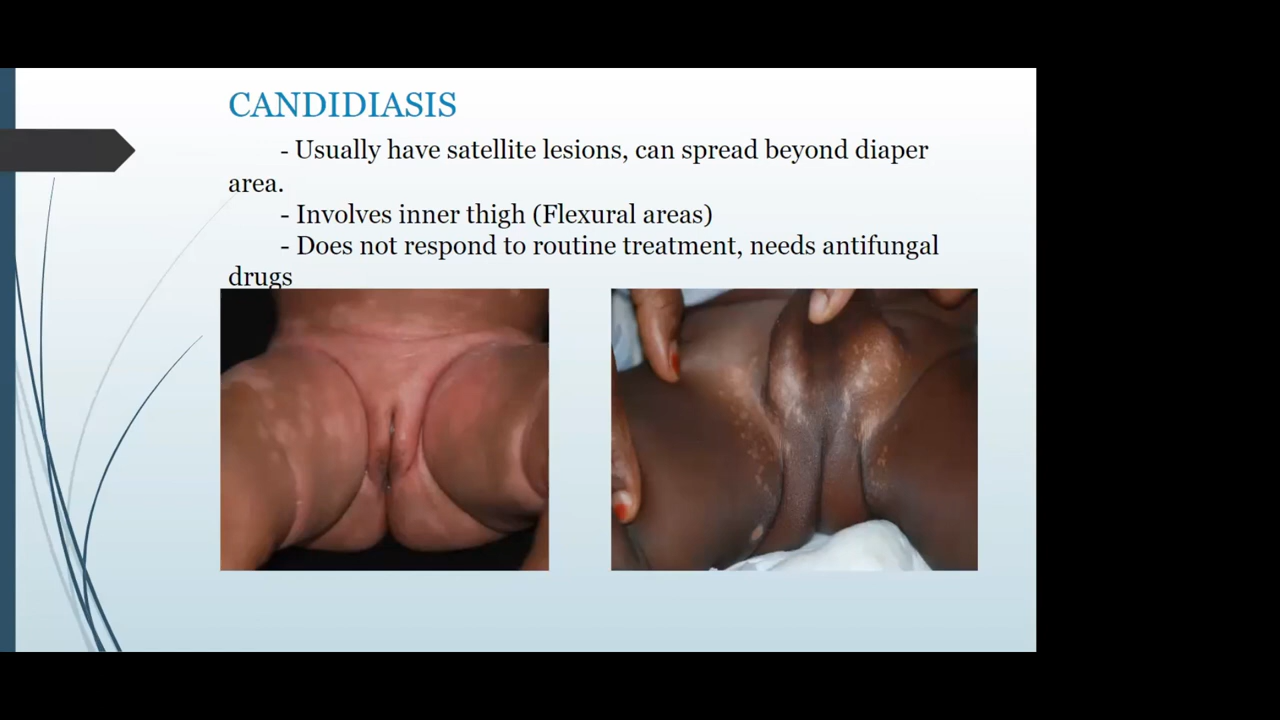 CANDIDIASIS
- Usually have satellite lesions, can spread beyond diaper
area.
- Involves inner thigh (Flexural areas)
- Does not respond to routine treatment, needs antifungal
drugs